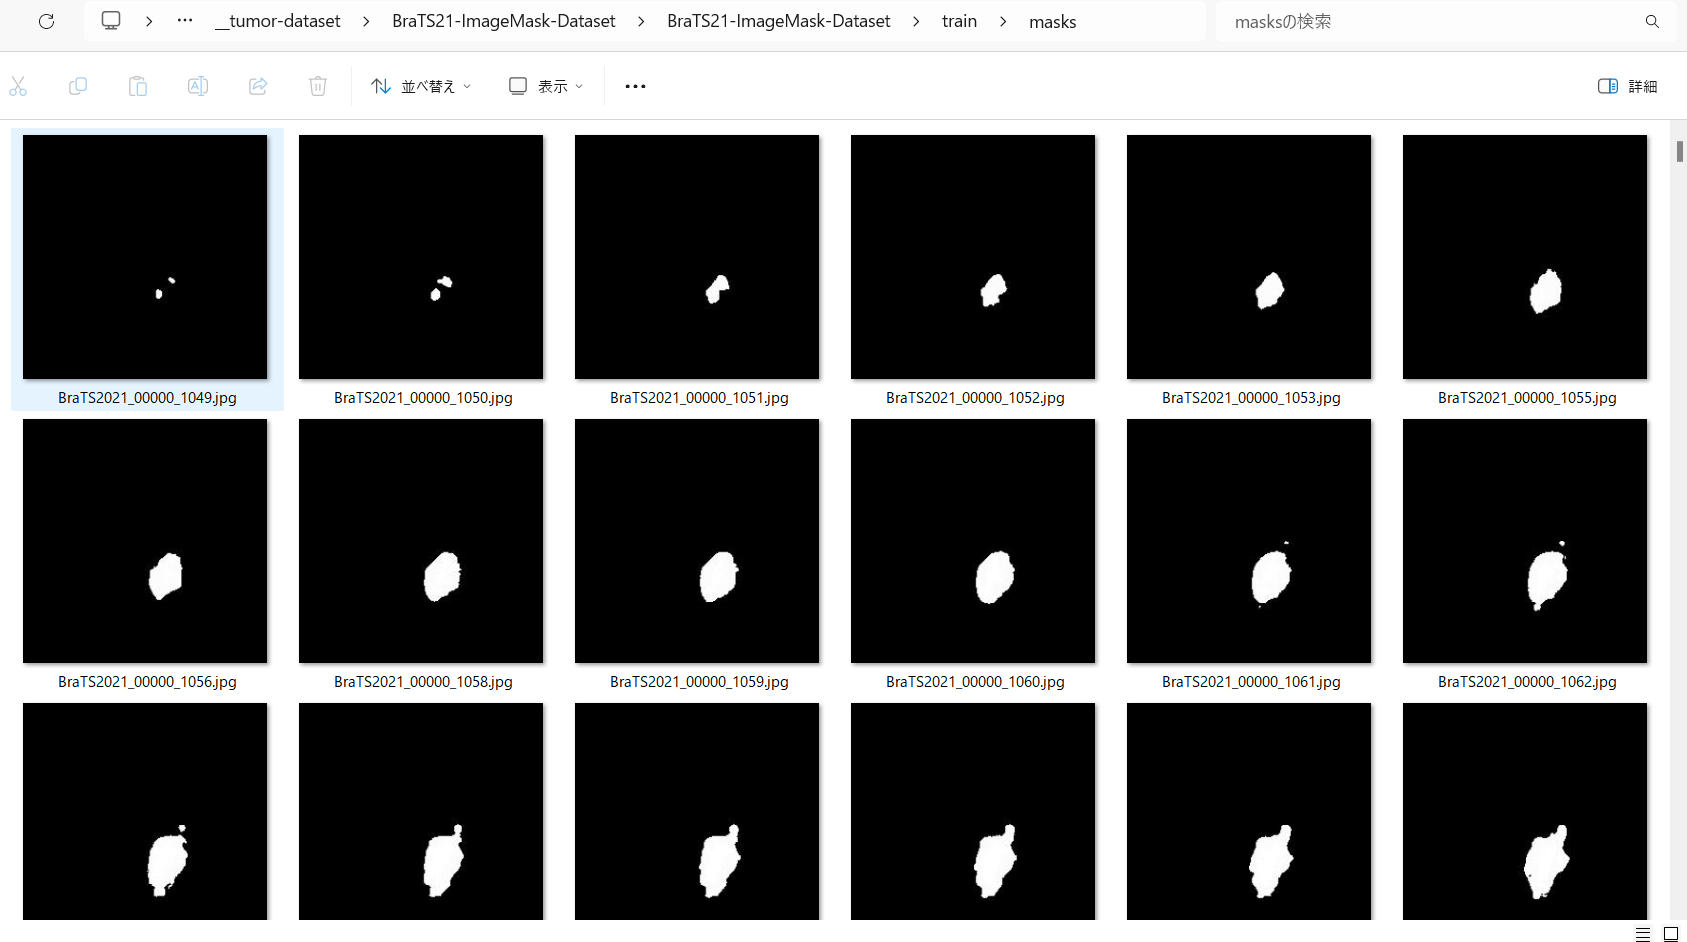 __tumor-dataset > BraTS21-ImageMask-Dataset > BraTS21-ImageMask-Dataset > train > masks
masksの検索
並べ替え 表示 詳細
BraTS2021_00000_1049.jpg BraTS2021_00000_1050.jpg BraTS2021_00000_1051.jpg BraTS2021_00000_1052.jpg BraTS2021_00000_1053.jpg BraTS2021_00000_1055.jpg
BraTS2021_00000_1056.jpg BraTS2021_00000_1058.jpg BraTS2021_00000_1059.jpg BraTS2021_00000_1060.jpg BraTS2021_00000_1061.jpg BraTS2021_00000_1062.jpg